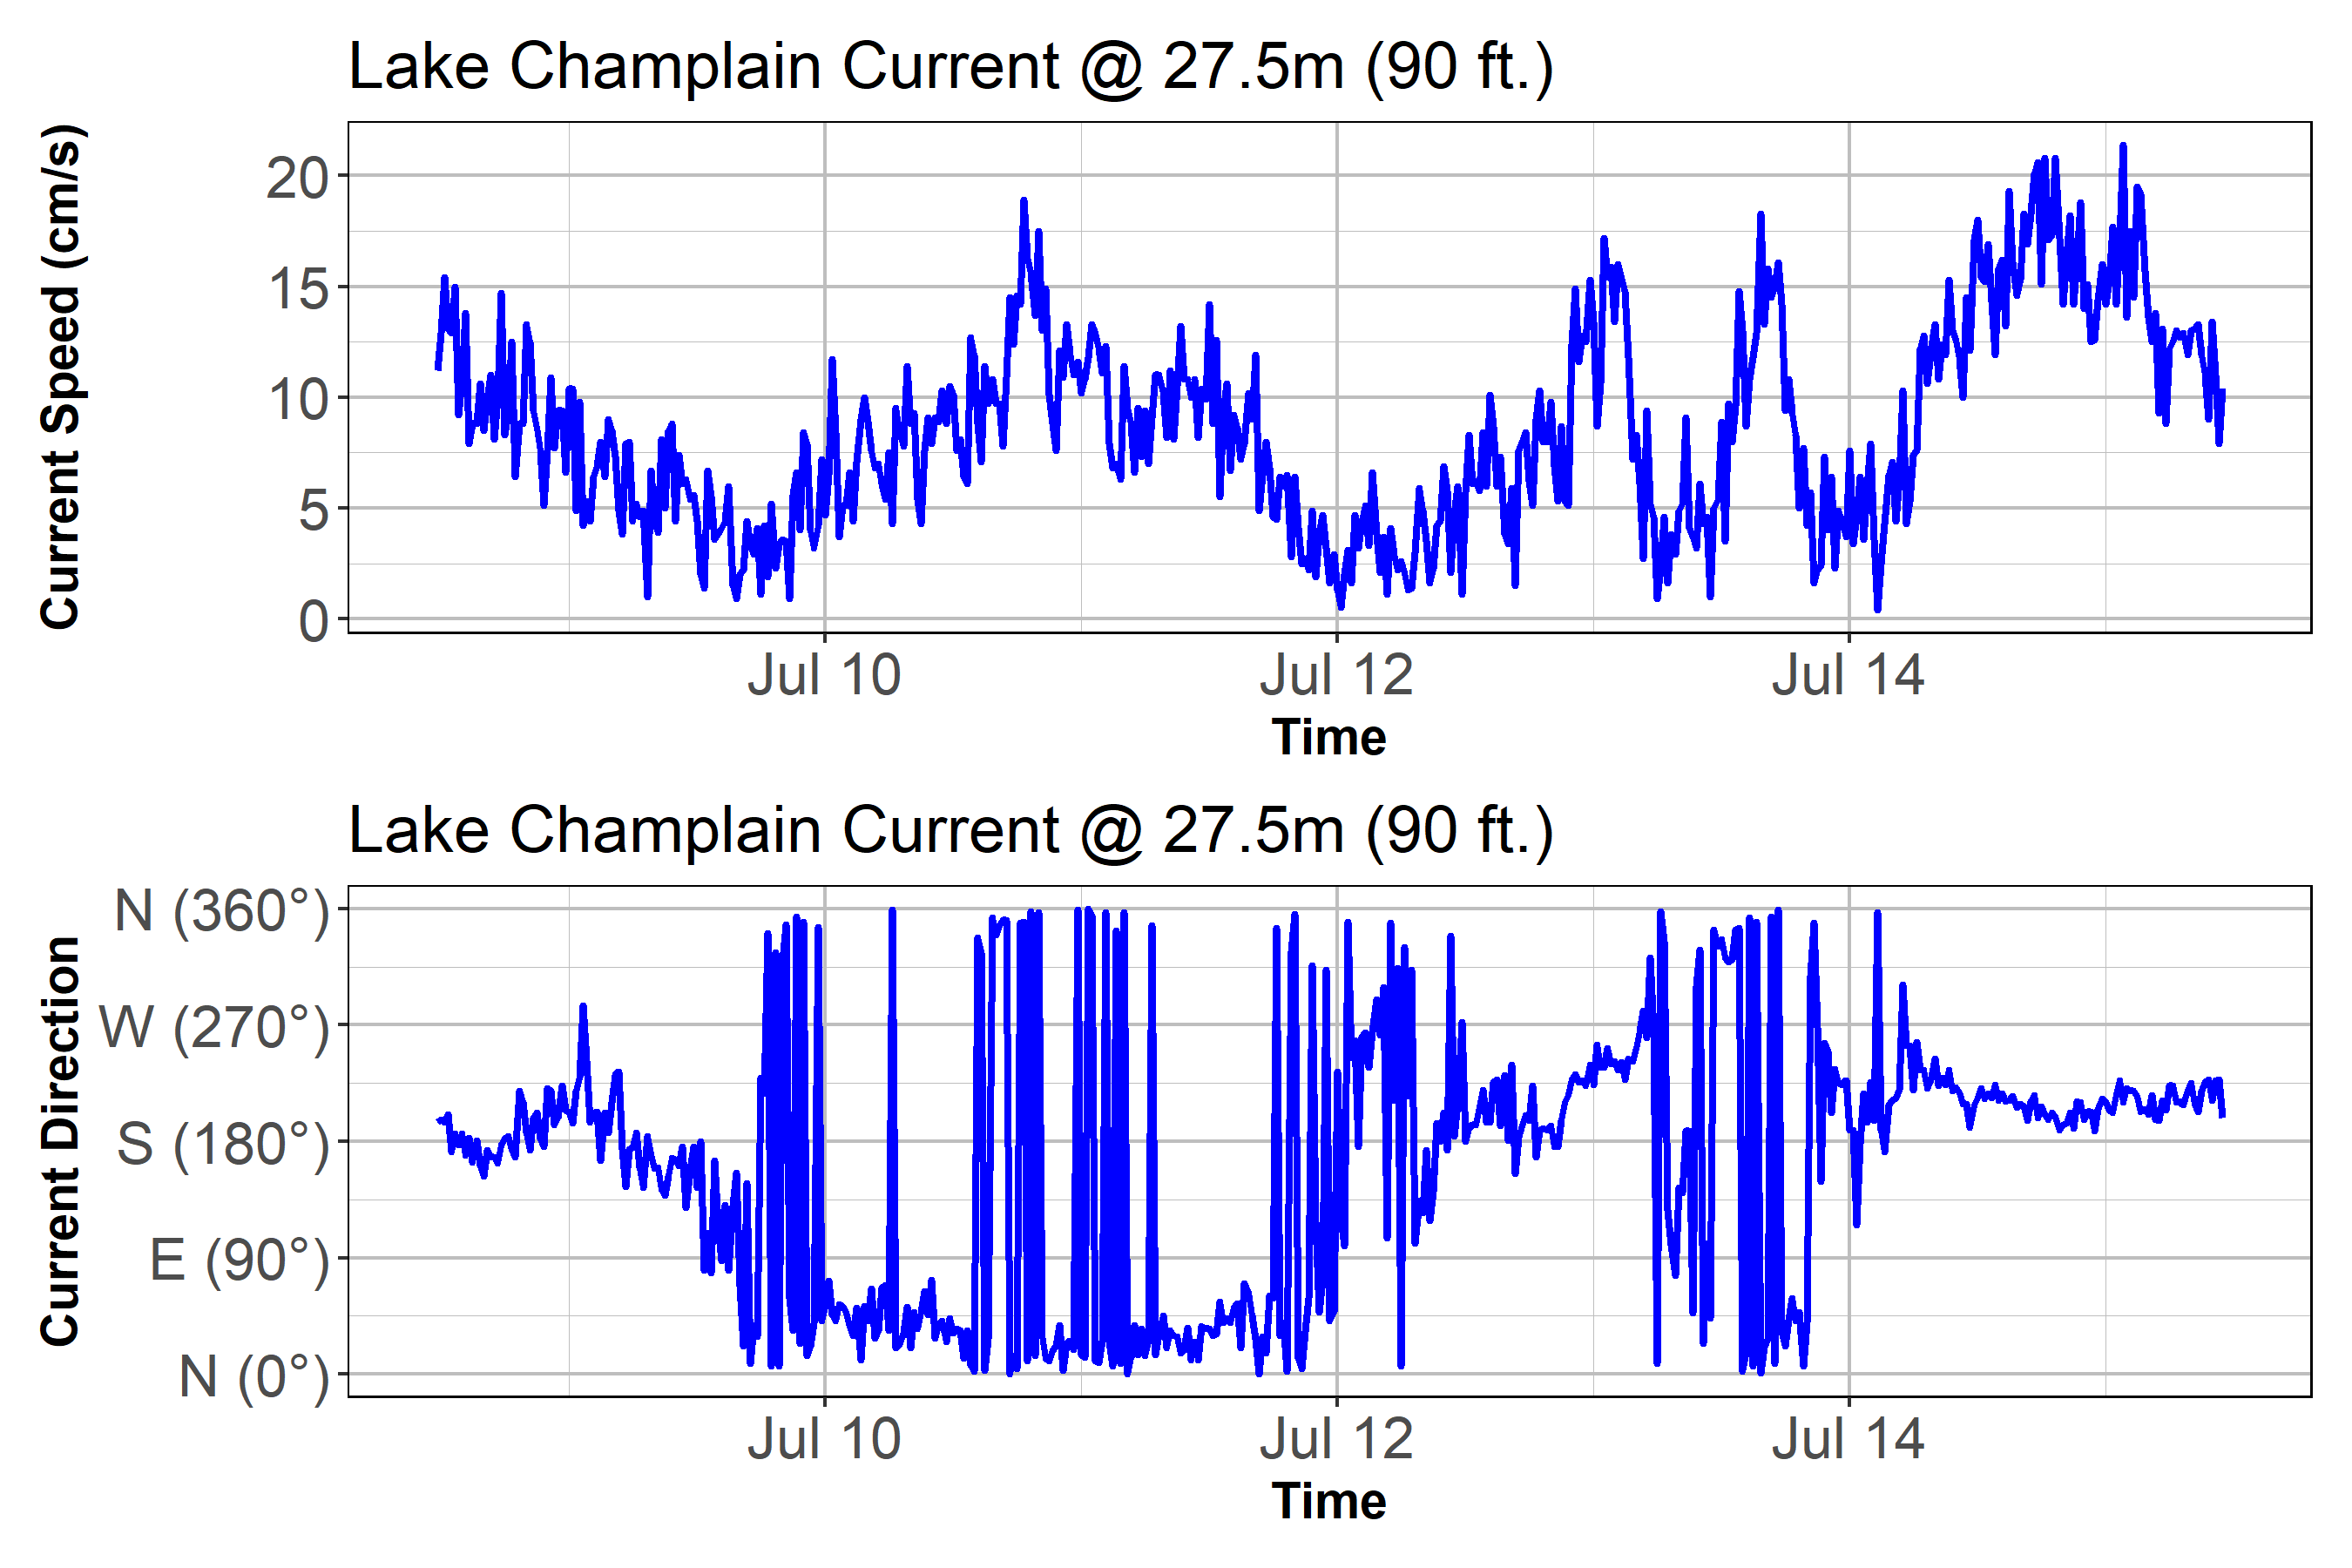 Lake Champlain Current @ 27.5m (90 ft.)
Current Speed (cm/s)
20
15
10
5
0
Jul 10 Jul 12 Jul 14
Time
Lake Champlain Current @ 27.5m (90 ft.)
Current Direction
N (360°)
W (270°)
S (180°)
E (90°)
N (0°)
Jul 10 Jul 12 Jul 14
Time